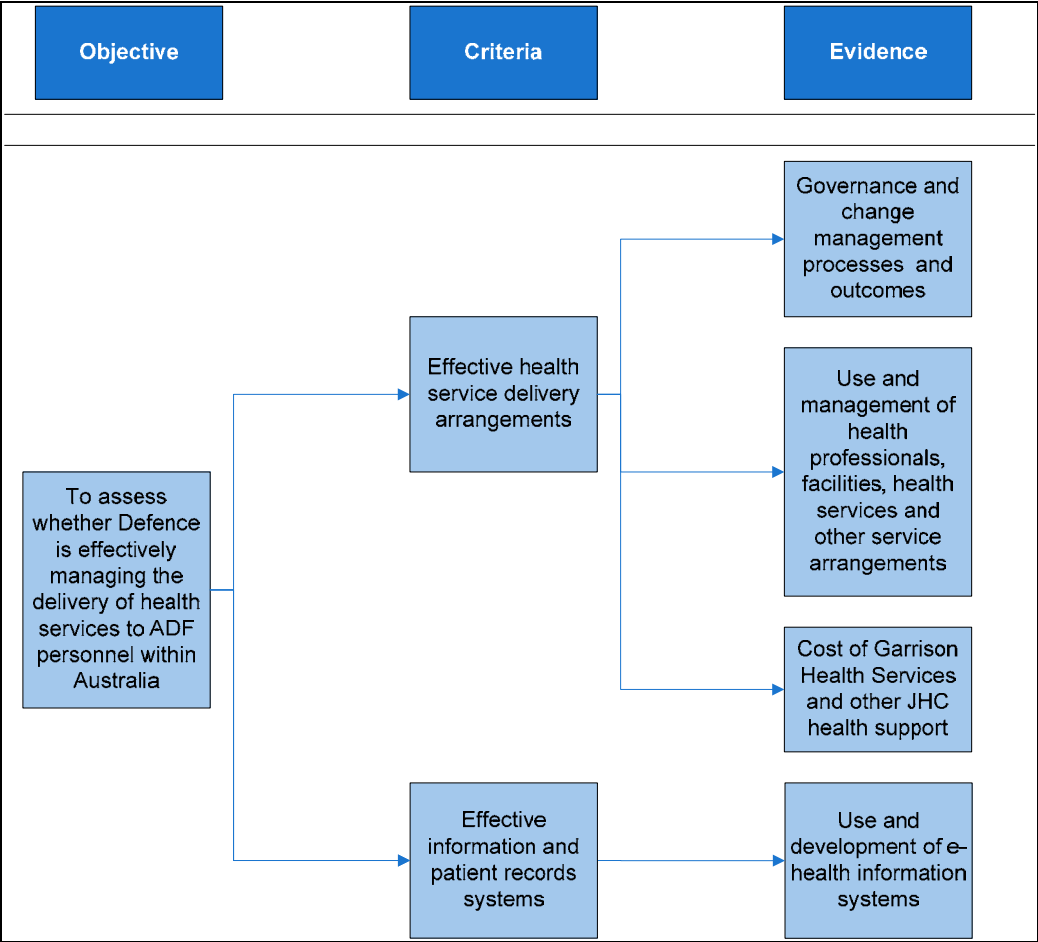 Objective
Criteria
Evidence
Governance and
change
management
processes and
outcomes
Effective health
service delivery
arrangements
Use and
management of
health
professionals,
facilities, health
services and
other service
arrangements
To assess
whether Defence
is effectively
managing the
delivery of health
services to ADF
personnel within
Australia
Cost of Garrison
Health Services
and other JHC
health support
Effective
information and
patient records
systems
Use and
development of e–
health information
systems